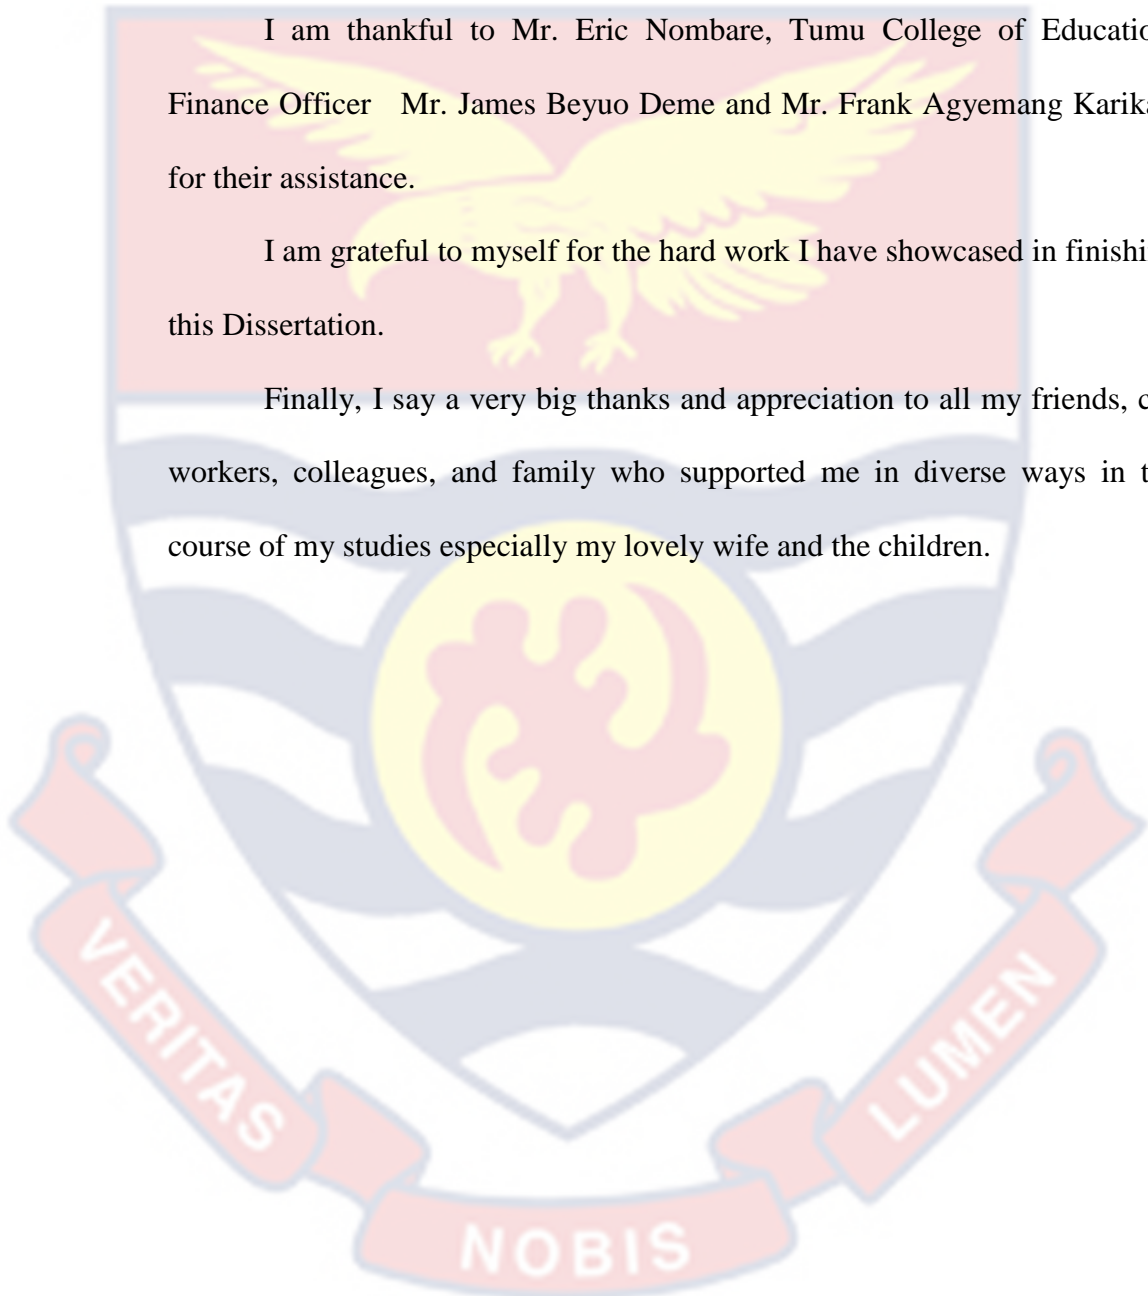 I am thankful to Mr. Eric Nombare, Tumu College of Educatio
Finance Officer Mr. James Beyuo Deme and Mr. Frank Agyemang Karika
for their assistance.
I am grateful to myself for the hard work I have showcased in finishi
this Dissertation.
Finally, I say a very big thanks and appreciation to all my friends, c
workers, colleagues, and family who supported me in diverse ways in t
course of my studies especially my lovely wife and the children.
VERITAS
NOBIS
LUMEN